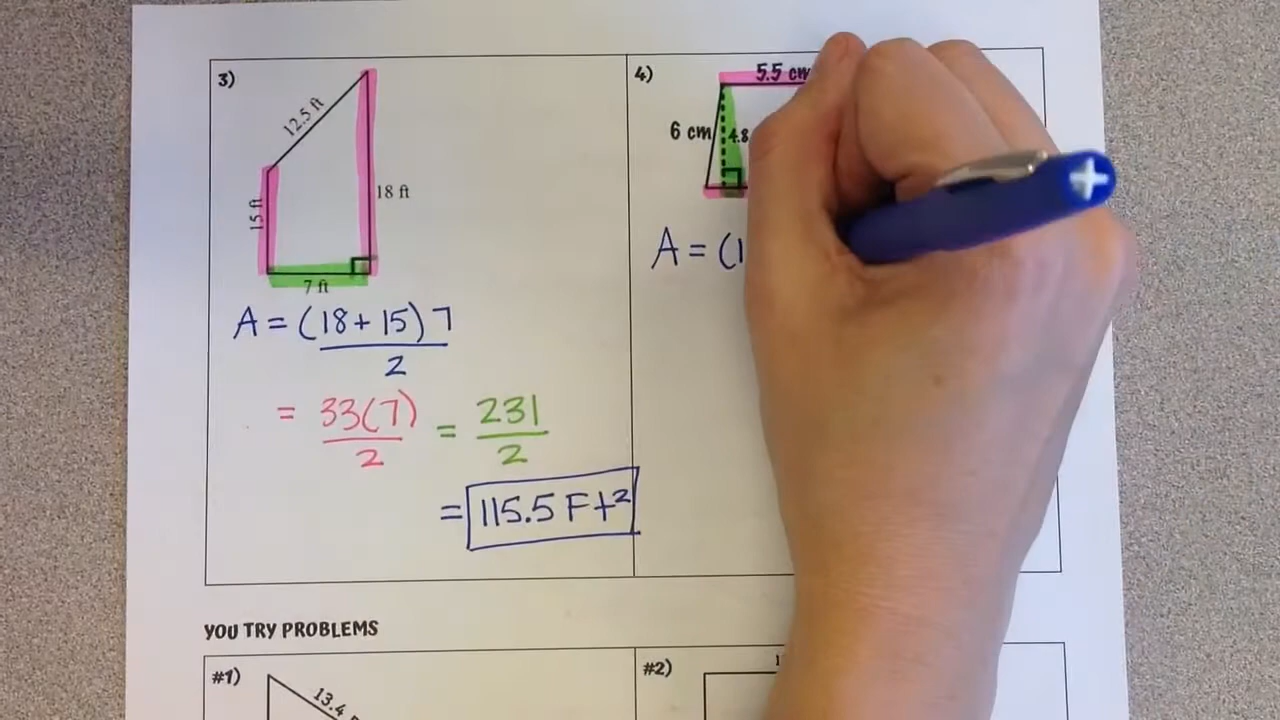 3)
12.5 ft
15 ft
18 ft
7 ft
A = (18+15)7
2
= 33(7) = 231
2 2
= 115.5 Ft²
4)
5.5 cm
6 cm
4.8
A = (1
YOU TRY PROBLEMS
#1)
13.4
#2)